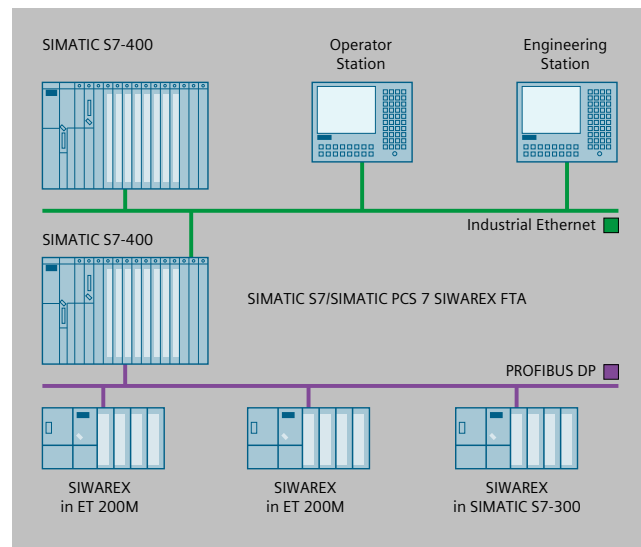 SIMATIC S7-400
Operator
Station
Engineering
Station
Industrial Ethernet
SIMATIC S7-400
SIMATIC S7/SIMATIC PCS 7 SIWAREX FTA
PROFIBUS DP
SIWAREX
in ET 200M
SIWAREX
in ET 200M
SIWAREX
in SIMATIC S7-300